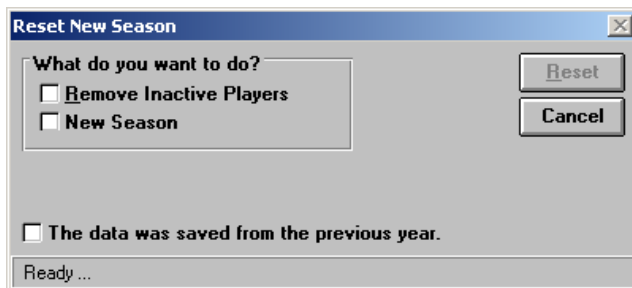 Reset New Season
What do you want to do?
Remove Inactive Players
New Season
Reset
Cancel
The data was saved from the previous year.
Ready ...